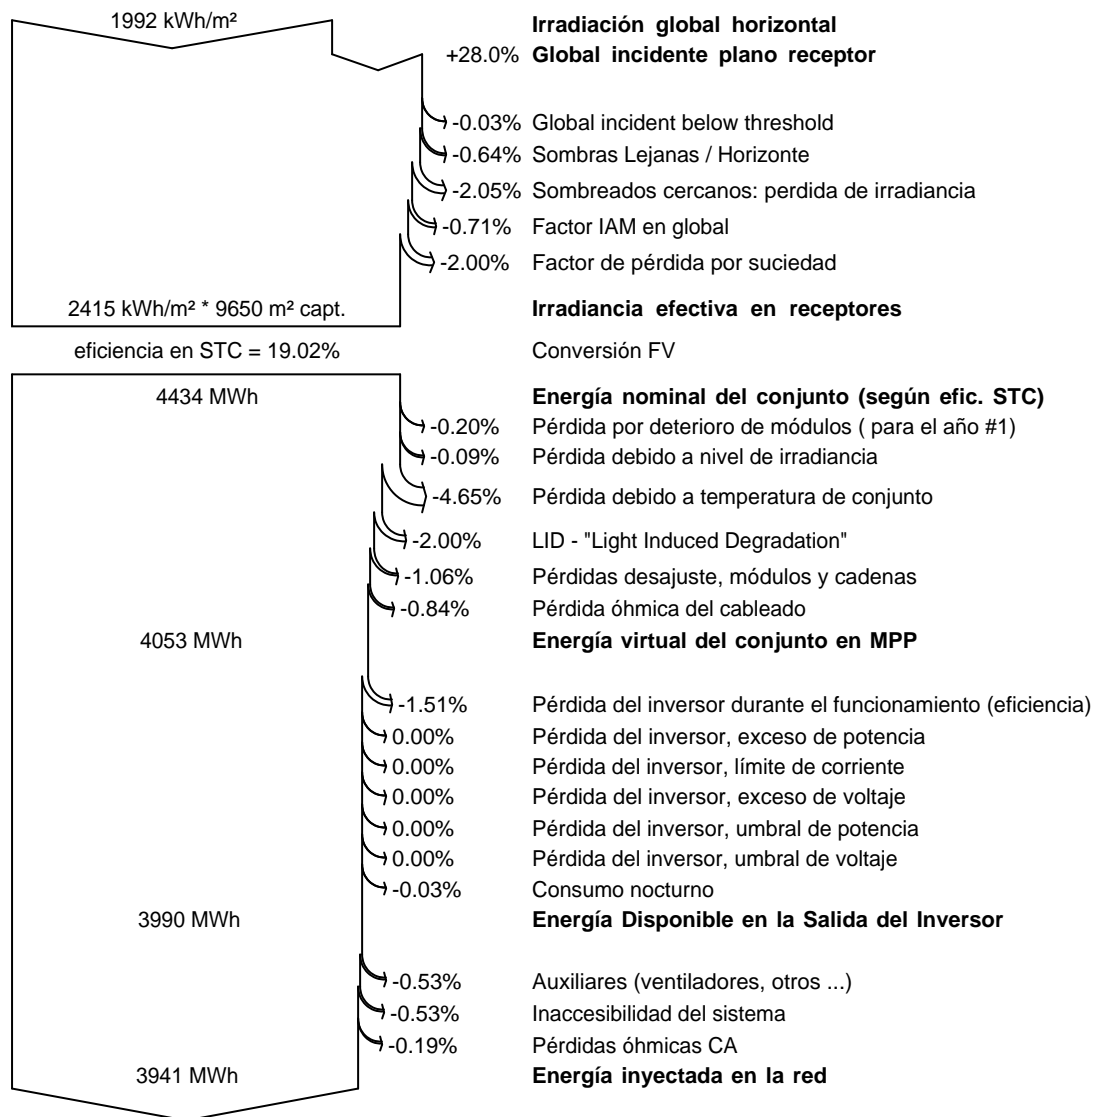 1992 kWh/m² Irradiación global horizontal
+28.0% Global incidente plano receptor
-0.03% Global incident below threshold
-0.64% Sombras Lejanas / Horizonte
-2.05% Sombreados cercanos: perdida de irradiancia
-0.71% Factor IAM en global
-2.00% Factor de pérdida por suciedad
2415 kWh/m² * 9650 m² capt. Irradiancia efectiva en receptores
eficiencia en STC = 19.02% Conversión FV
4434 MWh Energía nominal del conjunto (según efic. STC)
-0.20% Pérdida por deterioro de módulos ( para el año #1)
-0.09% Pérdida debido a nivel de irradiancia
-4.65% Pérdida debido a temperatura de conjunto
-2.00% LID - "Light Induced Degradation"
-1.06% Pérdidas desajuste, módulos y cadenas
-0.84% Pérdida óhmica del cableado
4053 MWh Energía virtual del conjunto en MPP
-1.51% Pérdida del inversor durante el funcionamiento (eficiencia)
0.00% Pérdida del inversor, exceso de potencia
0.00% Pérdida del inversor, límite de corriente
0.00% Pérdida del inversor, exceso de voltaje
0.00% Pérdida del inversor, umbral de potencia
0.00% Pérdida del inversor, umbral de voltaje
-0.03% Consumo nocturno
3990 MWh Energía Disponible en la Salida del Inversor
-0.53% Auxiliares (ventiladores, otros ...)
-0.53% Inaccesibilidad del sistema
-0.19% Pérdidas óhmicas CA
3941 MWh Energía inyectada en la red